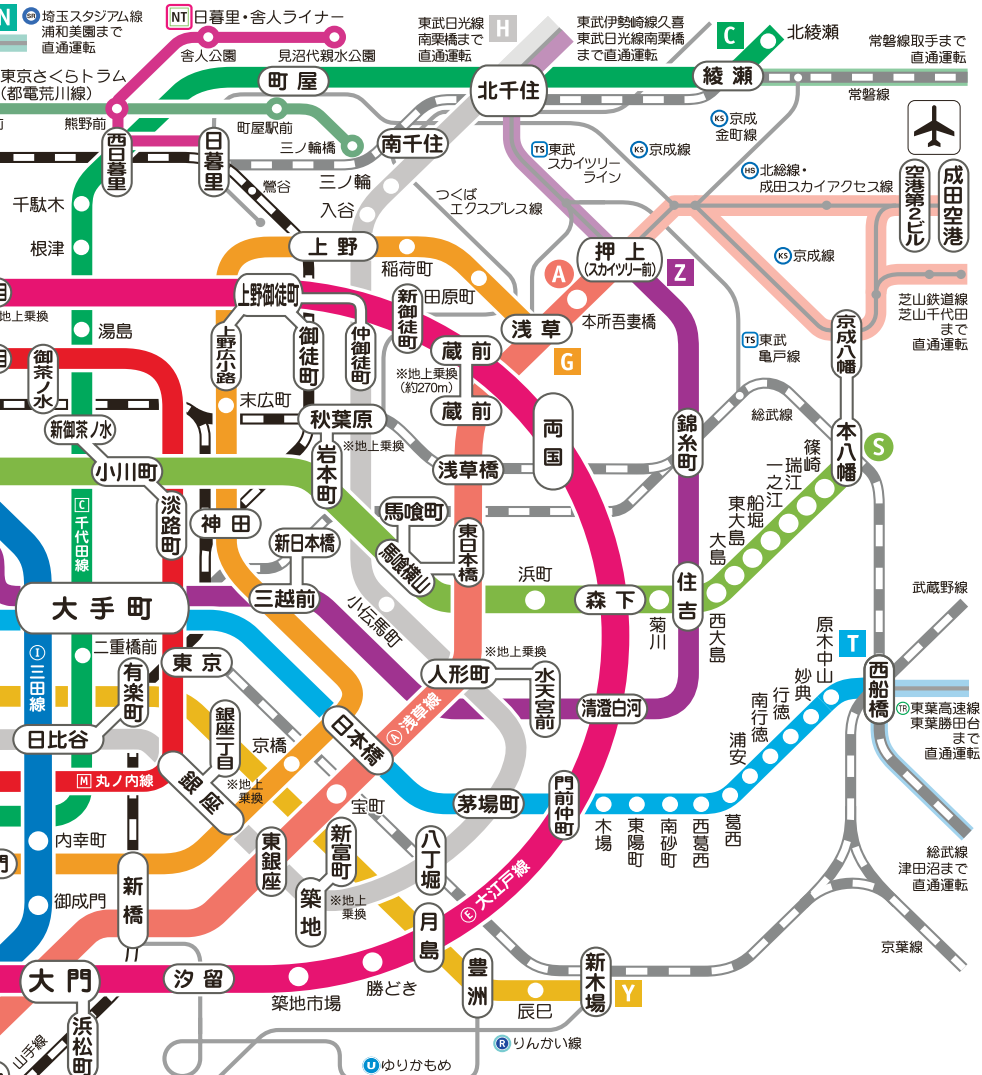 N
SR 埼玉スタジアム線
浦和美園まで
直通運転
NT 日暮里・舎人ライナー
舎人公園
見沼代親水公園
東武日光線
南栗橋まで
直通運転
H
東武伊勢崎線久喜
東武日光線南栗橋
まで直通運転
C
北綾瀬
常磐線取手まで
直通運転
東京さくらトラム
(都電荒川線)
町屋
北千住
綾瀬
常磐線
熊野前
町屋駅前
三ノ輪橋
南千住
KS 京成
金町線
西日暮里
日暮里
TS 東武
スカイツリー
ライン
KS 京成線
HS 北総線・
成田スカイアクセス線
空港第2ビル
成田空港
千駄木
鶯谷
三ノ輪
入谷
つくば
エクスプレス線
根津
上野
稲荷町
押上
(スカイツリー前)
Z
KS 京成線
A
上野御徒町
新御徒町
田原町
浅草
本所吾妻橋
芝山鉄道線
芝山千代田
まで
直通運転
地上乗換
湯島
上野広小路
御徒町
仲御徒町
蔵前
G
TS 東武
亀戸線
京成八幡
御茶ノ水
※地上乗換
(約270m)
末広町
秋葉原
蔵前
両国
総武線
新御茶ノ水
※地上乗換
錦糸町
本八幡
S
小川町
岩本町
浅草橋
篠崎
瑞江
一之江
船堀
東大島
大島
C 千代田線
淡路町
神田
馬喰町
新日本橋
東日本橋
馬喰横山
浜町
大手町
三越前
小伝馬町
森下
菊川
住吉
西大島
武蔵野線
I 三田線
二重橋前
東京
有楽町
※地上乗換
人形町
水天宮前
清澄白河
原木中山
T
妙典
行徳
南行徳
浦安
西船橋
TR 東葉高速線
東葉勝田台
まで
直通運転
日比谷
銀座一丁目
京橋
日本橋
A 浅草線
M 丸ノ内線
銀座
※地上
乗換
宝町
茅場町
門前仲町
木場
東陽町
南砂町
西葛西
葛西
内幸町
東銀座
新富町
八丁堀
総武線
津田沼まで
直通運転
門
新橋
築地
※地上
乗換
E 大江戸線
御成門
月島
京葉線
大門
汐留
築地市場
勝どき
豊洲
辰巳
新木場
Y
浜松町
山手線
U ゆりかもめ
R りんかい線